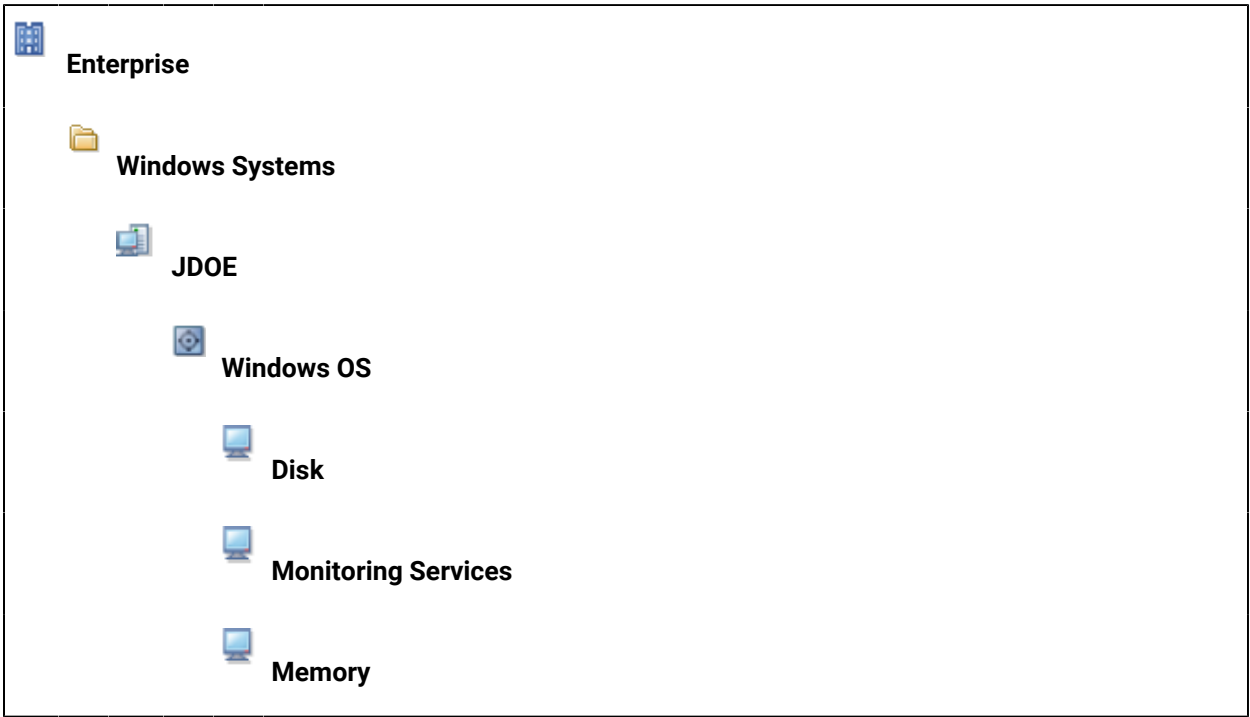 Enterprise
Windows Systems
JDOE
Windows OS
Disk
Monitoring Services
Memory